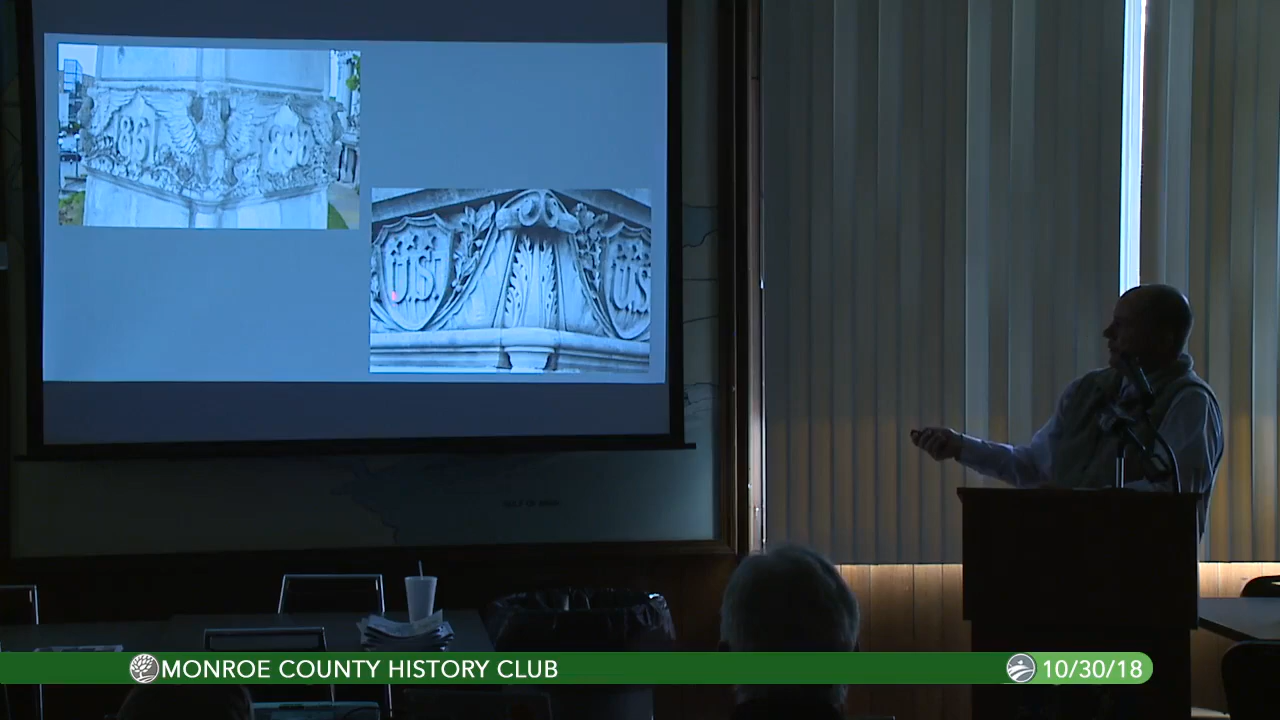 1861
1898
U.S.
U.S
MONROE COUNTY HISTORY CLUB
10/30/18